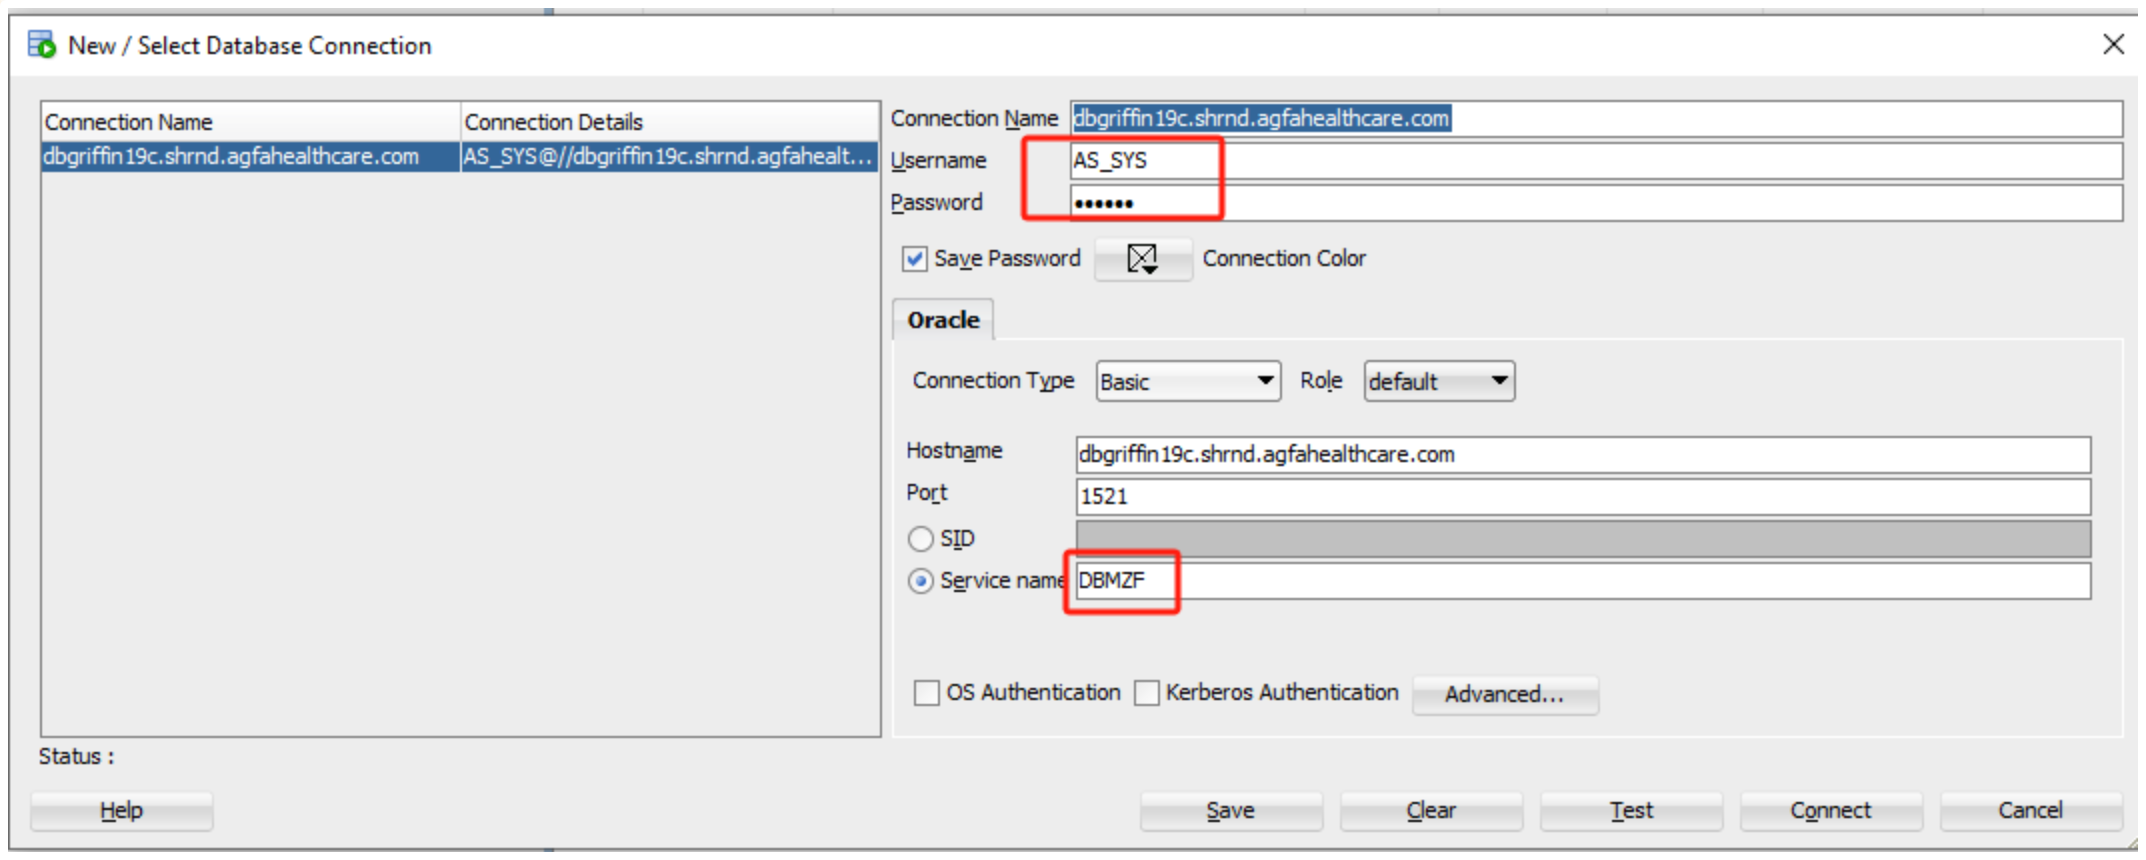 New / Select Database Connection
Connection Name Connection Details
dbgriffin19c.shrnd.agfahealthcare.com AS_SYS@//dbgriffin19c.shrnd.agfahealt...
Connection Name dbgriffin19c.shrnd.agfahealthcare.com
Username AS_SYS
Password ••••••
Save Password Connection Color
Oracle
Connection Type Basic Role default
Hostname dbgriffin19c.shrnd.agfahealthcare.com
Port 1521
SID
Service name DBMZF
OS Authentication Kerberos Authentication Advanced...
Status :
Help Save Clear Test Connect Cancel